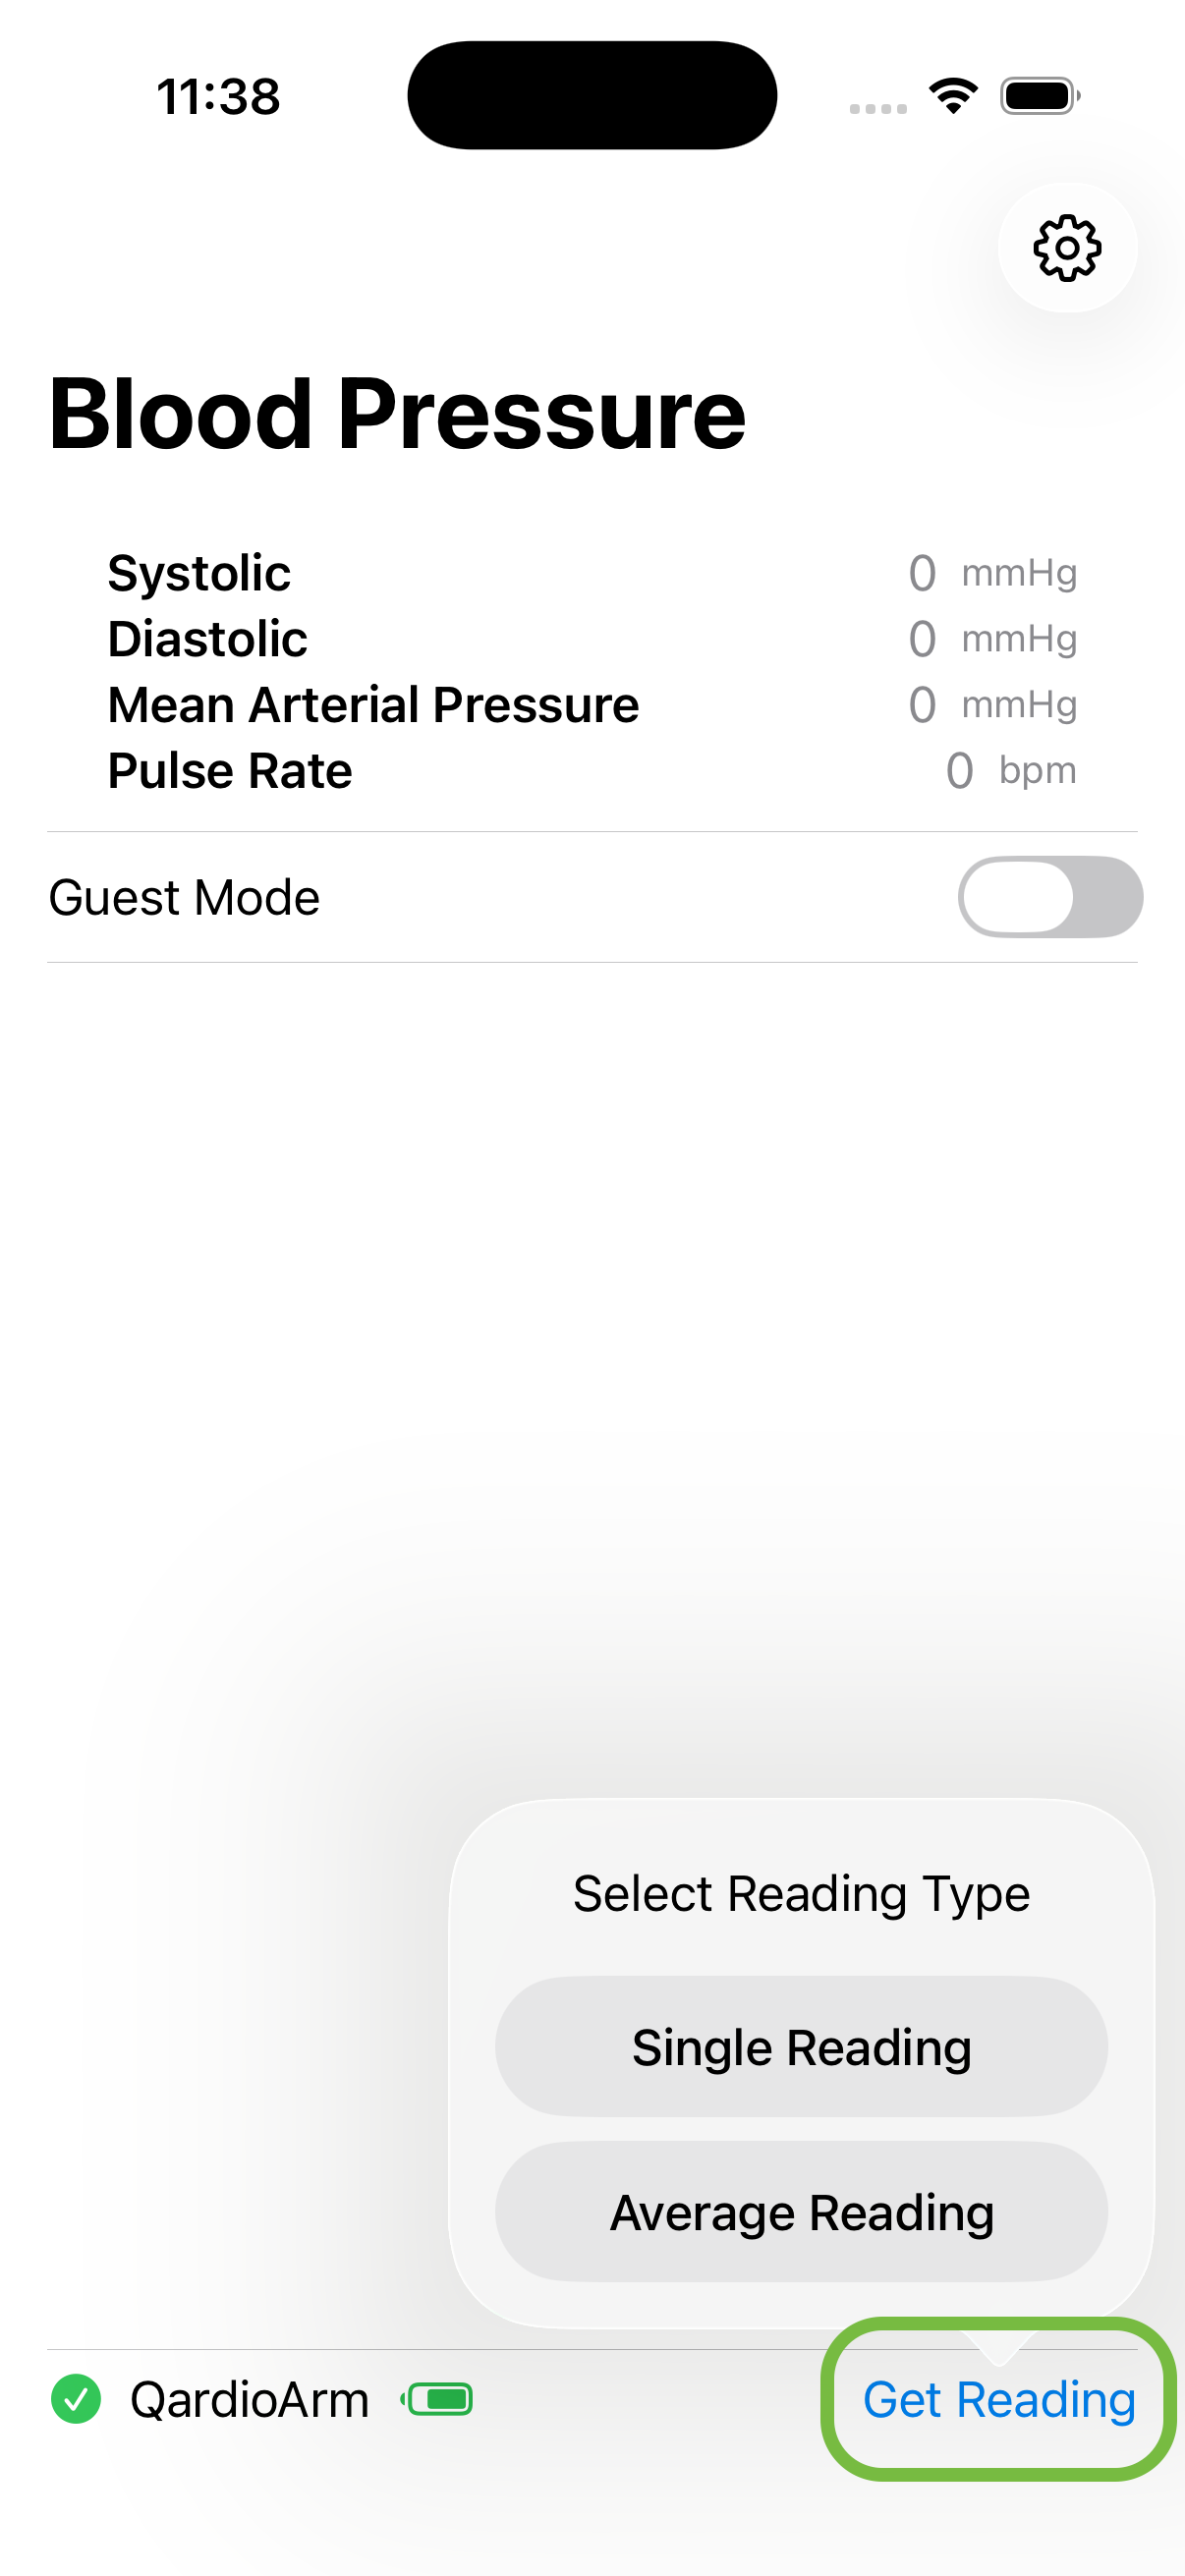 11:38
Blood Pressure
Systolic 0 mmHg
Diastolic 0 mmHg
Mean Arterial Pressure 0 mmHg
Pulse Rate 0 bpm
Guest Mode
Select Reading Type
Single Reading
Average Reading
QardioArm Get Reading